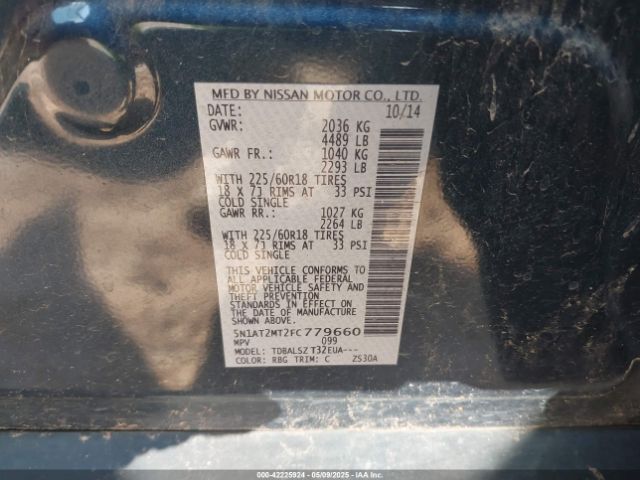 MFD BY NISSAN MOTOR CO., LTD.
DATE: 10/14
GVWR: 2036 KG
4489 LB
GAWR FR.: 1040 KG
2293 LB
WITH 225/60R18 TIRES
18 X 7J RIMS AT 33 PSI
COLD SINGLE
GAWR RR.: 1027 KG
2264 LB
WITH 225/60R18 TIRES
18 X 7J RIMS AT 33 PSI
COLD SINGLE
THIS VEHICLE CONFORMS TO
ALL APPLICABLE FEDERAL
MOTOR VEHICLE SAFETY AND
THEFT PREVENTION
STANDARDS IN EFFECT ON THE
DATE OF MANUFACTURE SHOWN
ABOVE.
5N1AT2MT2FC779660
MPV 099
MODEL: TDBALSZ T32EUA---
COLOR: RBG TRIM: C ZS30A
000-42225924 | 05/09/2025 | IAA Inc.